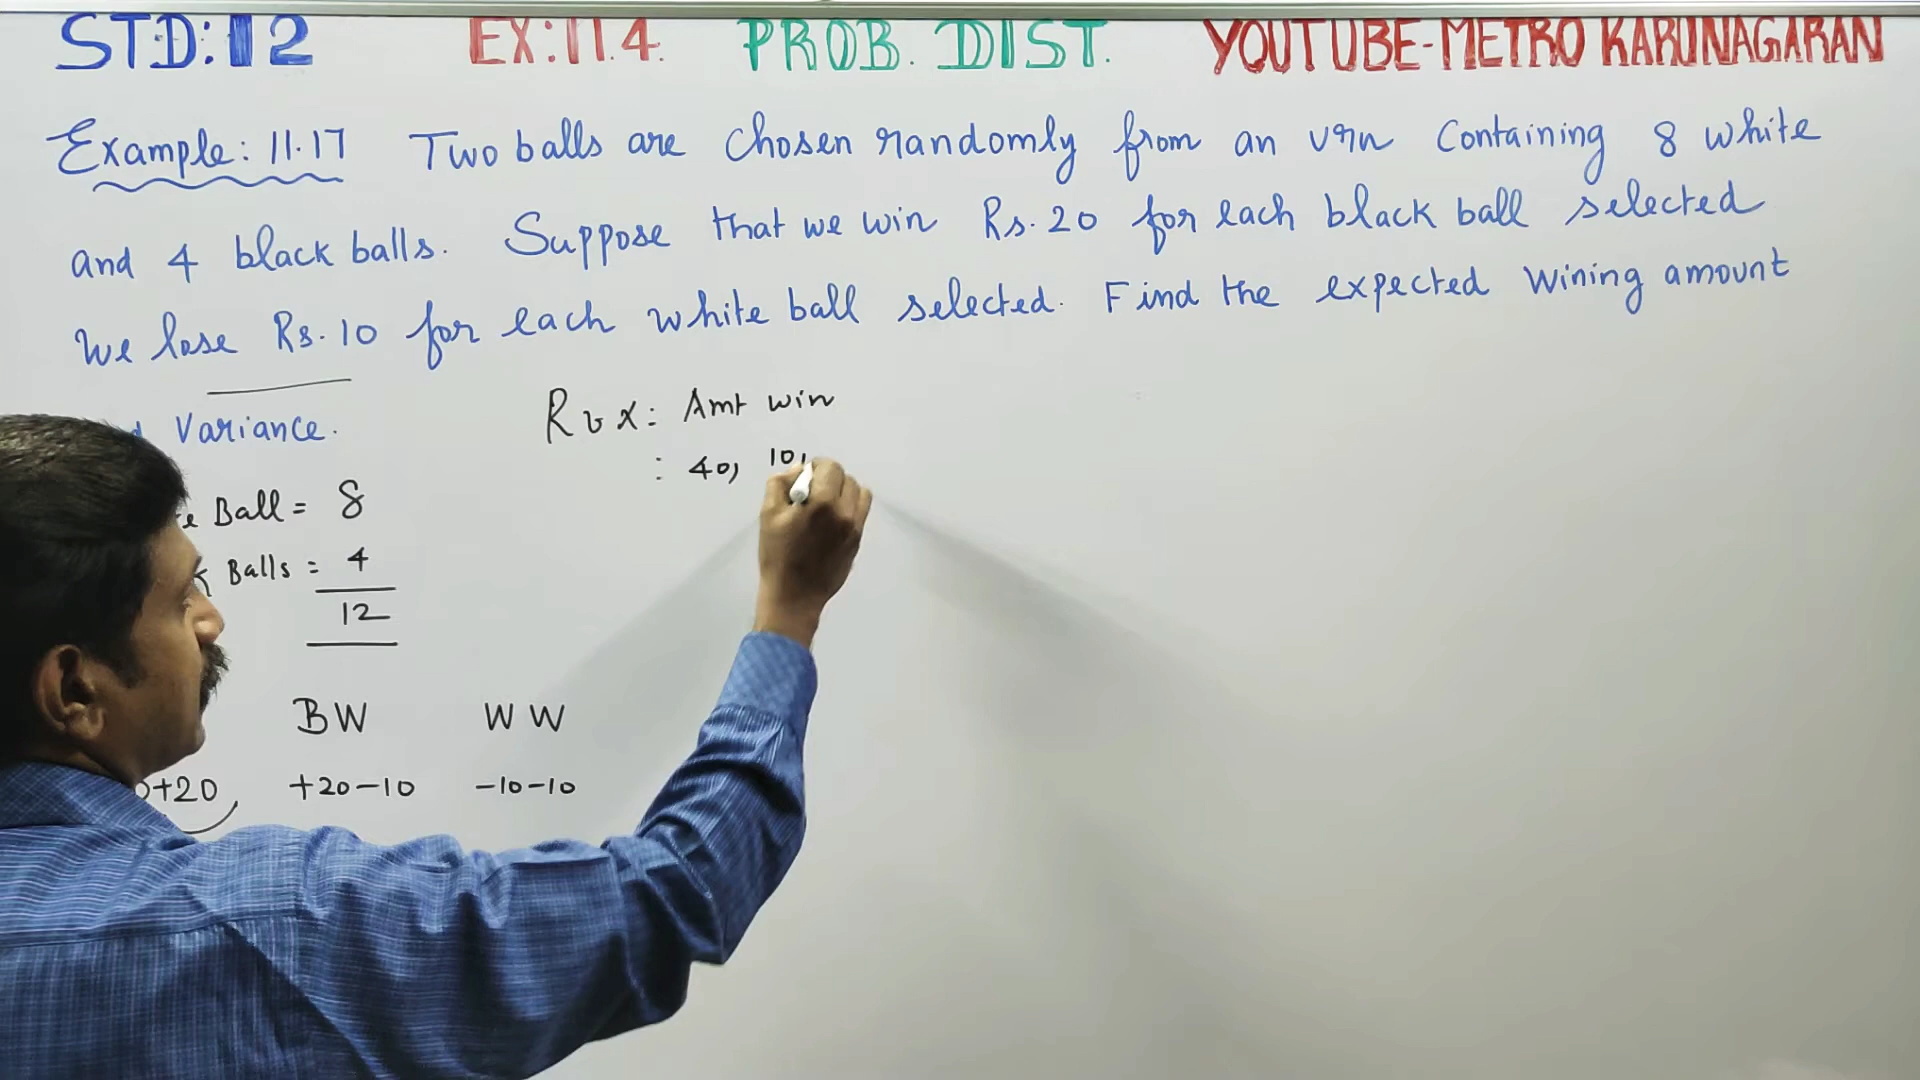 STD:12 EX:11.4. PROB. DIST. YOUTUBE-METRO KARUNAGARAN
Example: 11.17 Two balls are chosen randomly from an urn containing 8 white
and 4 black balls. Suppose that we win Rs.20 for each black ball selected
We lose Rs.10 for each white ball selected. Find the expected wining amount
Variance.
R v X: Amt win
: 40, 10,
Ball = 8
Balls = 4
12
BW WW
+20 +20-10 -10-10